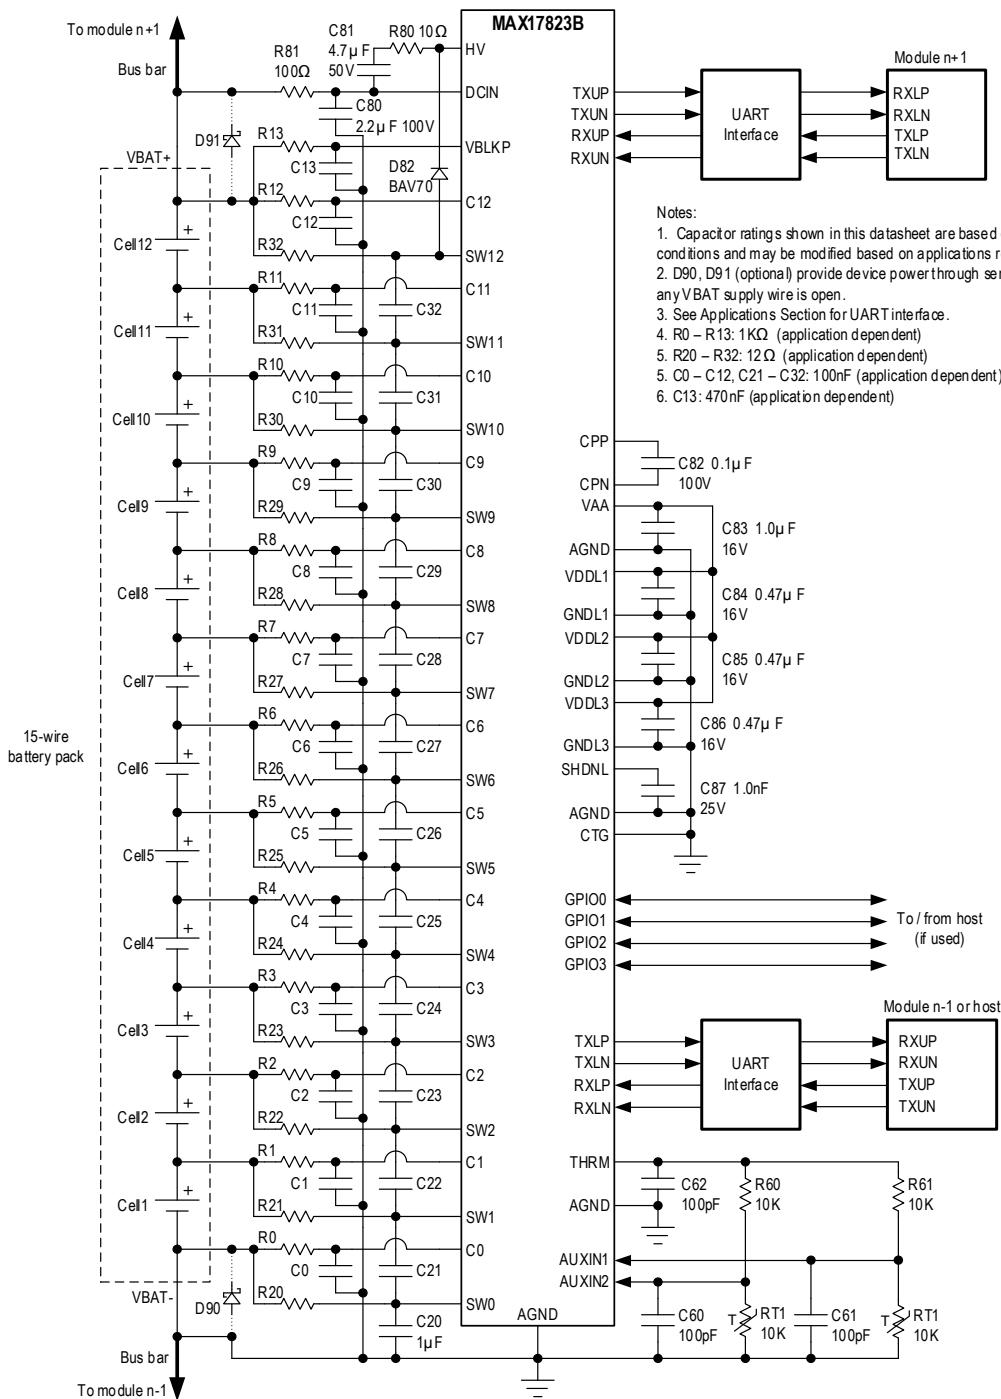 MAX17823B
To module n+1
Bus bar
R81
100Ω
C81
4.7µF
50V
R80 10Ω
HV
DCIN
C80
2.2µF 100V
D91
VBAT+
R13
C13
VBLKP
D82
BAV70
R12
C12
C12
R32
SW12
Cell12
+
R11
C11
C32
C11
R31
SW11
Cell11
+
R10
C10
C31
C10
R30
SW10
Cell10
+
R9
C9
C30
C9
R29
SW9
Cell9
+
R8
C8
C29
C8
R28
SW8
Cell8
+
R7
C7
C28
C7
R27
SW7
Cell7
+
15-wire
battery pack
R6
C6
C27
C6
R26
SW6
Cell6
+
R5
C5
C26
C5
R25
SW5
Cell5
+
R4
C4
C25
C4
R24
SW4
Cell4
+
R3
C3
C24
C3
R23
SW3
Cell3
+
R2
C2
C23
C2
R22
SW2
Cell2
+
R1
C1
C22
C1
R21
SW1
Cell1
+
R0
C0
C21
C0
R20
SW0
VBAT-
D90
C20
1µF
AGND
Bus bar
To module n-1
TXUP
TXUN
RXUP
RXUN
UART
Interface
Module n+1
RXLP
RXLN
TXLP
TXLN
Notes:
1. Capacitor ratings shown in this datasheet are based
conditions and may be modified based on applications r
2. D90, D91 (optional) provide device power through sen
any VBAT supply wire is open.
3. See Applications Section for UART interface.
4. R0 – R13: 1KΩ (application dependent)
5. R20 – R32: 12Ω (application dependent)
5. C0 – C12, C21 – C32: 100nF (application dependent)
6. C13: 470nF (application dependent)
CPP
CPN
C82 0.1µF
100V
VAA
AGND
C83 1.0µF
16V
VDDL1
GNDL1
C84 0.47µF
16V
VDDL2
GNDL2
C85 0.47µF
16V
VDDL3
GNDL3
C86 0.47µF
16V
SHDNL
AGND
C87 1.0nF
25V
CTG
GPIO0
GPIO1
GPIO2
GPIO3
To / from host
(if used)
TXLP
TXLN
RXLP
RXLN
UART
Interface
Module n-1 or host
RXUP
RXUN
TXUP
TXUN
THRM
AGND
C62
100pF
R60
10K
R61
10K
AUXIN1
AUXIN2
C60
100pF
T
RT1
10K
C61
100pF
T
RT1
10K